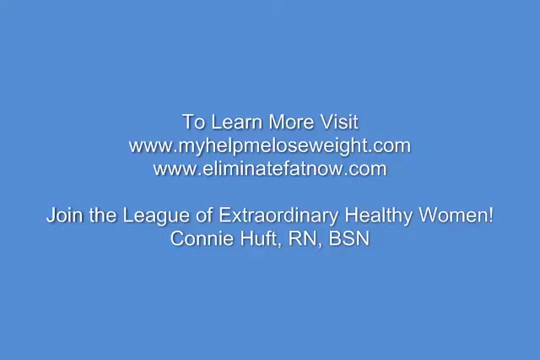 To Learn More Visit
www.myhelpmeloseweight.com
www.eliminatefatnow.com
Join the League of Extraordinary Healthy Women!
Connie Huft, RN, BSN